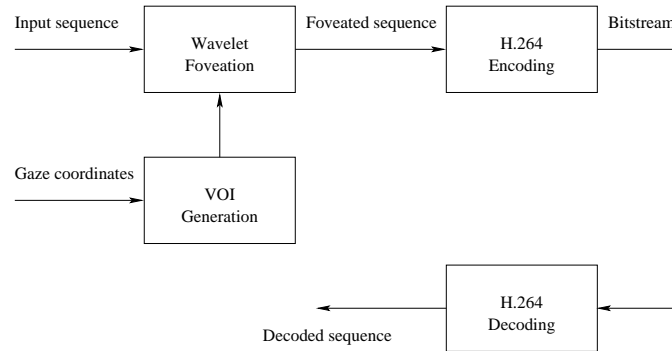 Input sequence
Wavelet
Foveation
Foveated sequence
H.264
Encoding
Bitstream
Gaze coordinates
VOI
Generation
H.264
Decoding
Decoded sequence